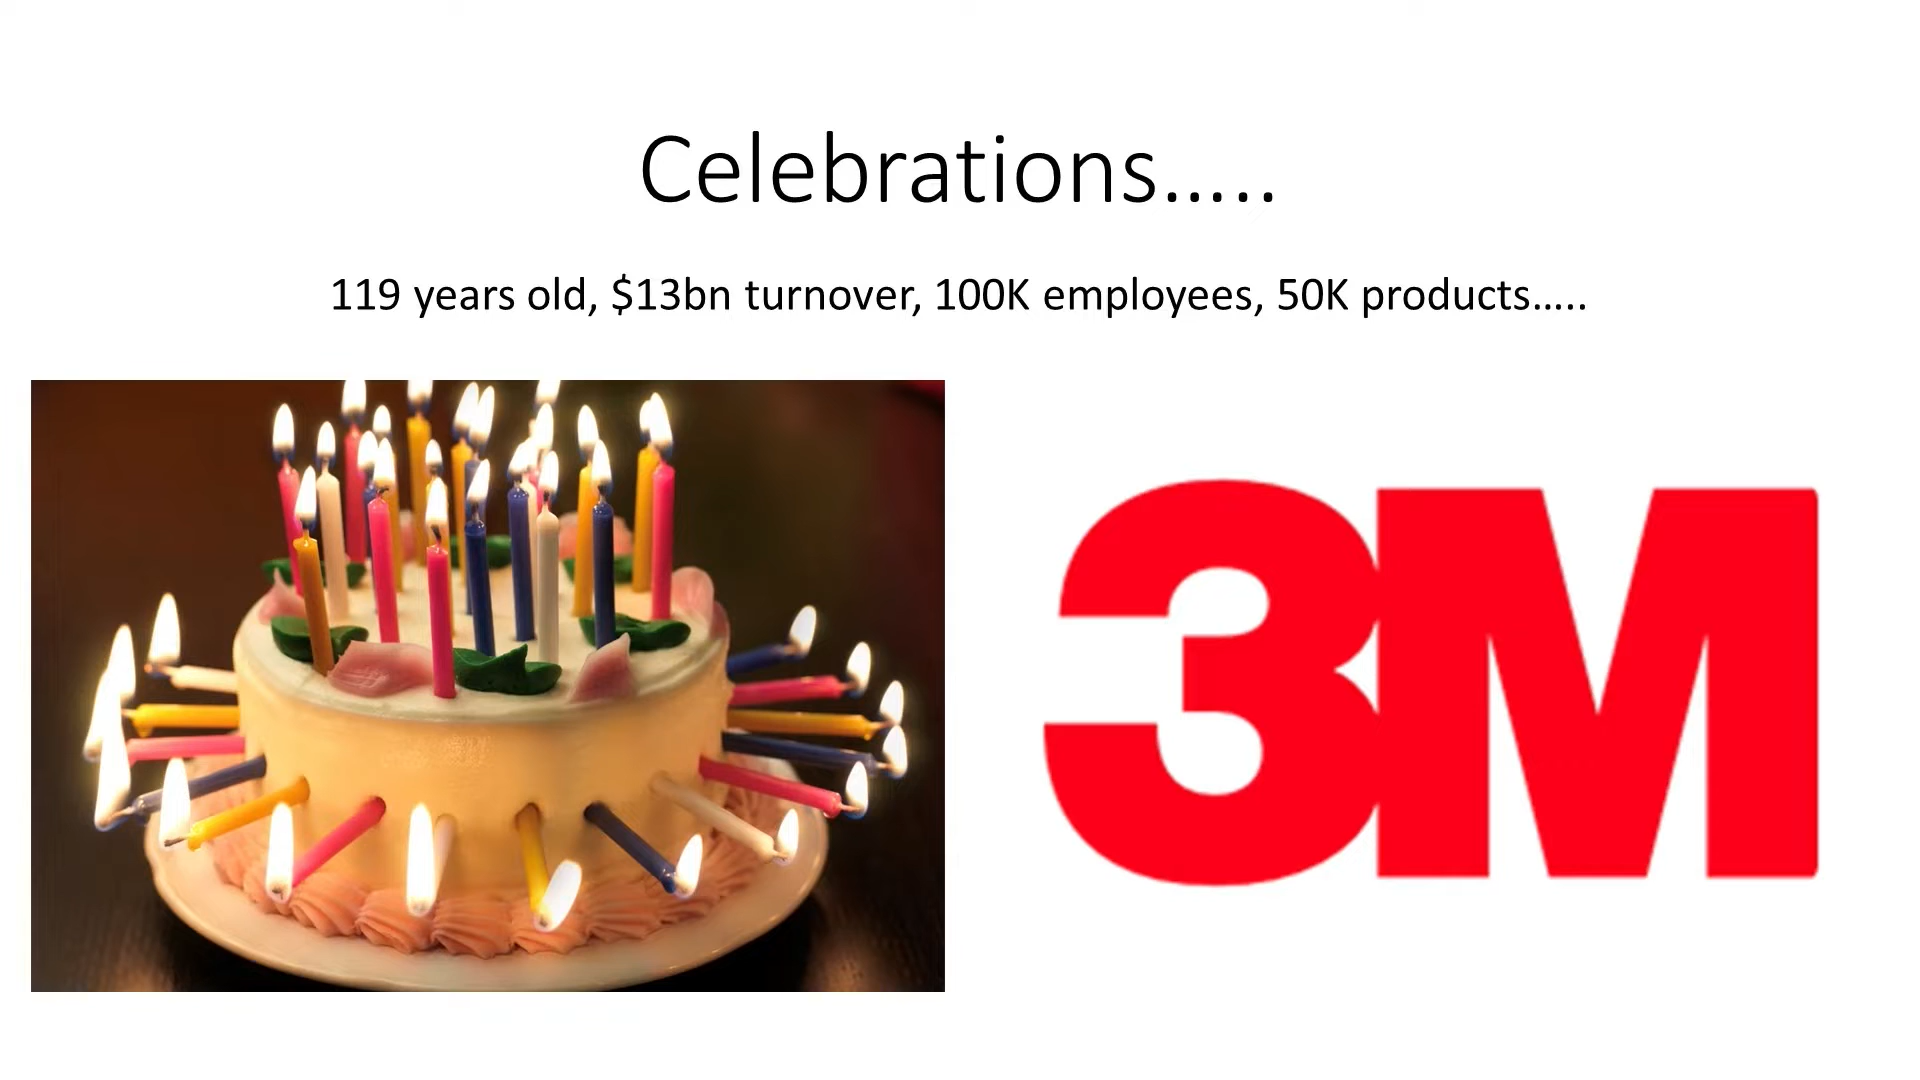 Celebrations…..
119 years old, $13bn turnover, 100K employees, 50K products…..
3M